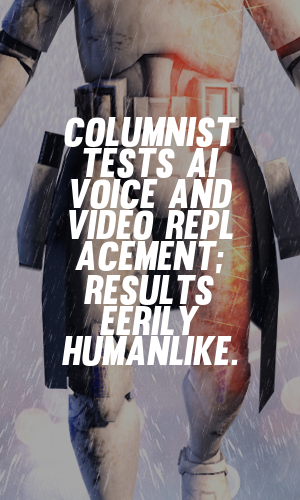 COLUMNIST
TESTS AI
VOICE AND
VIDEO REPL
ACEMENT;
RESULTS
EERILY
HUMANLIKE.